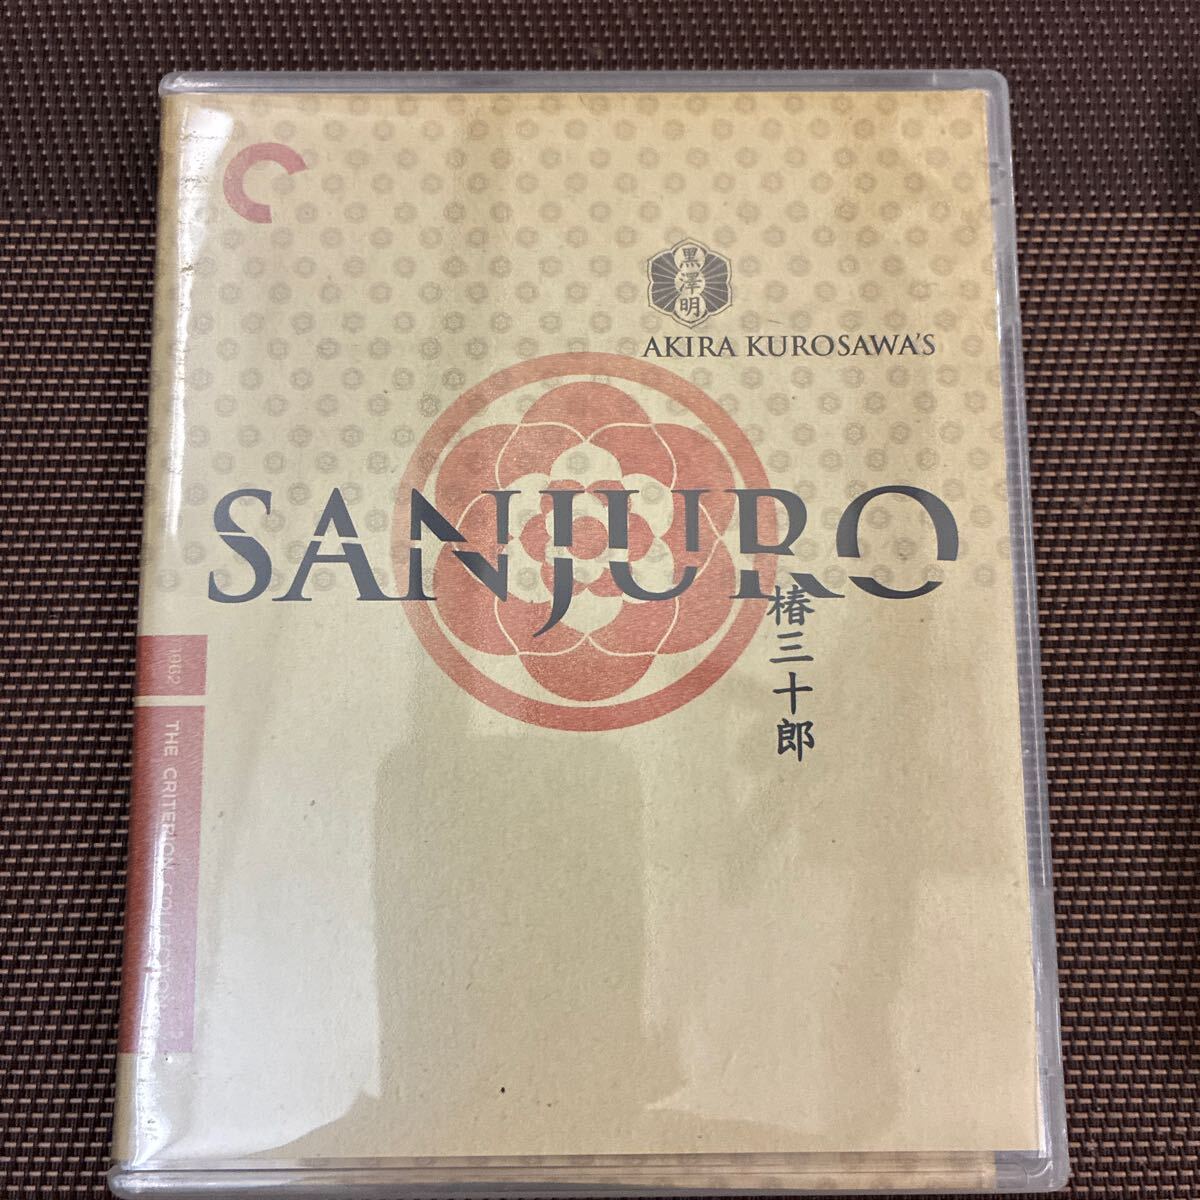 黒澤明
AKIRA KUROSAWA'S
SANJURO
椿三十郎
1962
THE CRITERION COLLECTION